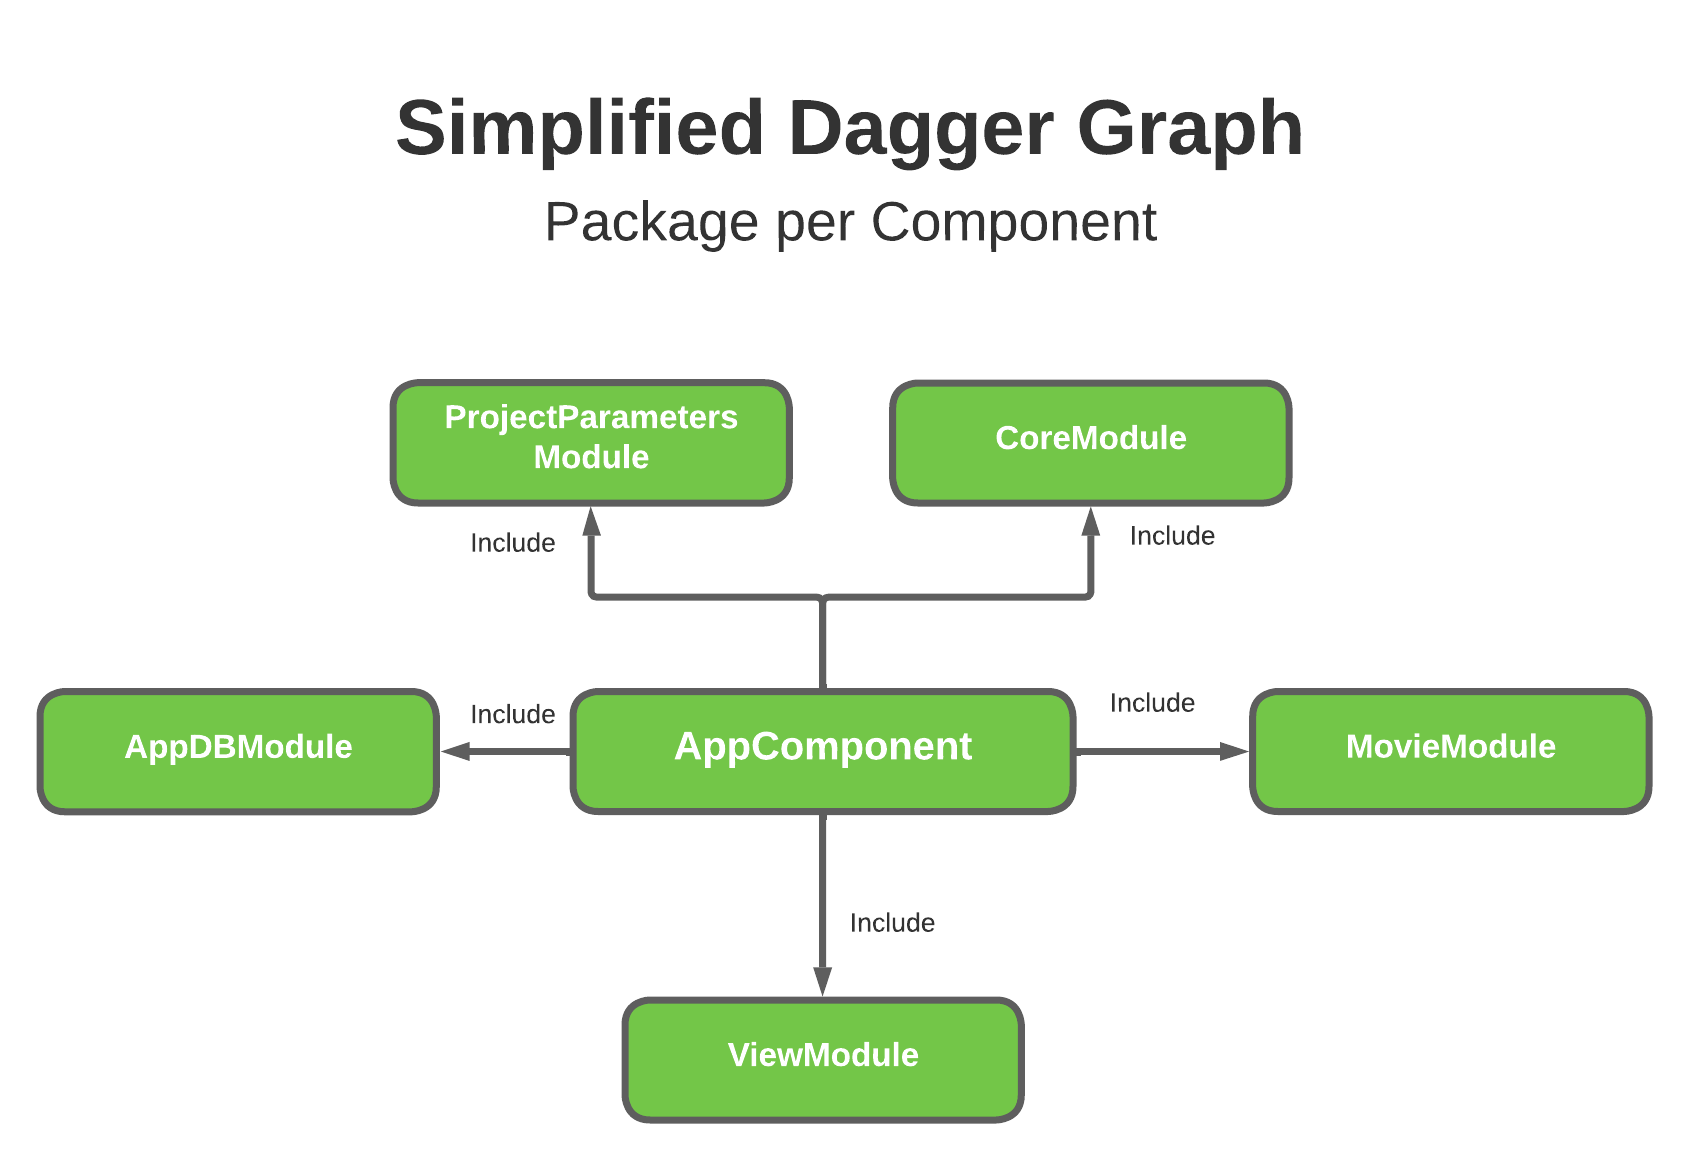 Simplified Dagger Graph
Package per Component
ProjectParameters
Module
CoreModule
Include
Include
AppDBModule
Include
AppComponent
Include
MovieModule
Include
ViewModule